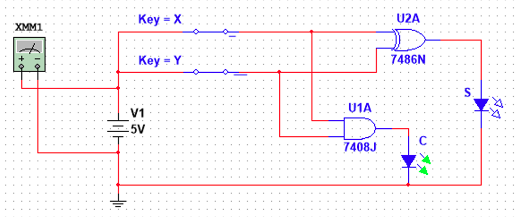 Key = X
U2A
XMM1
Key = Y
7486N
S
V1
5V
U1A
7408J
C